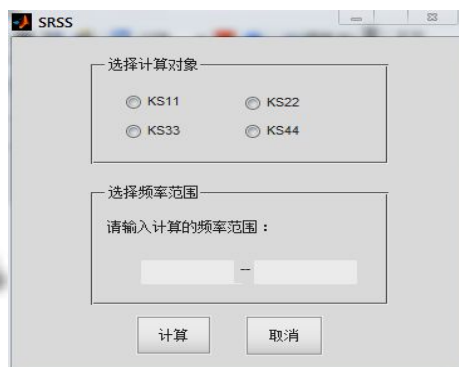 SRSS
选择计算对象
KS11 KS22
KS33 KS44
选择频率范围
请输入计算的频率范围：
--
计算 取消